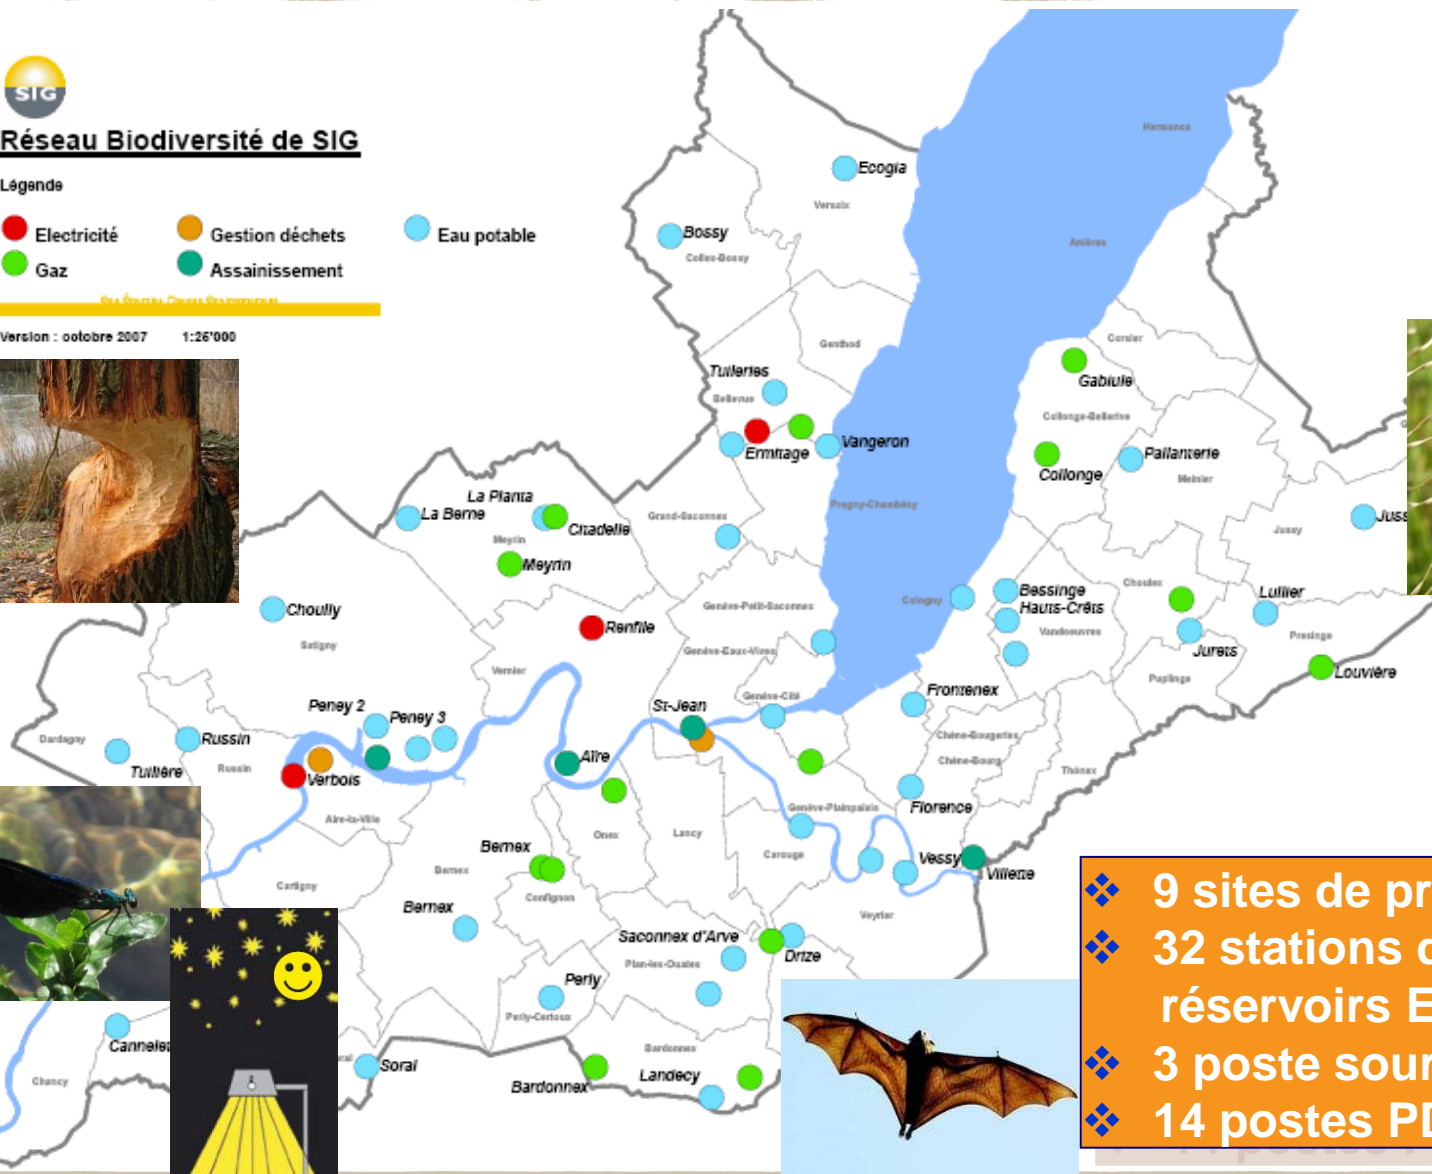 SIG
Réseau Biodiversité de SIG
Légende
Electricité
Gestion déchets
Eau potable
Gaz
Assainissement
Version : octobre 2007 1:25'000
Hermance
Ecogia
Versoix
Bossy
Collex-Bossy
Anières
Genthod
Corsier
Gabiule
Tuileries
Bellevue
Collonge-Bellerive
Ermitage
Vangeron
Pallanterie
Collonge
Meinier
La Planta
La Berne
Citadelle
Grand-Saconnex
Pregny-Chambésy
Meyrin
Jussy
Meyrin
Choulex
Bessinge
Lullier
Hauts-Crêts
Cologny
Genève-Petit-Saconnex
Choully
Renfile
Vandoeuvres
Presinge
Satigny
Genève-Eaux-Vives
Jurets
Vernier
Puplinge
Louvière
Genève-Cité
Frontenex
St-Jean
Peney 2
Peney 3
Dardagny
Russin
Chêne-Bougeries
Tuilière
Russin
Aïre
Chêne-Bourg
Thônex
Verbois
Aire-la-Ville
Genève-Plainpalais
Florence
Onex
Lancy
Bernex
Carouge
Vessy
Villette
Bernex
Cartigny
Confignon
Bernex
Veyrier
Saconnex d'Arve
Drize
Plan-les-Ouates
Perly
Perly-Certoux
Cannelet
Bardonnex
Soral
Chancy
Bardonnex
Landecy
9 sites de pr
32 stations d
réservoirs E
3 poste sour
14 postes PD